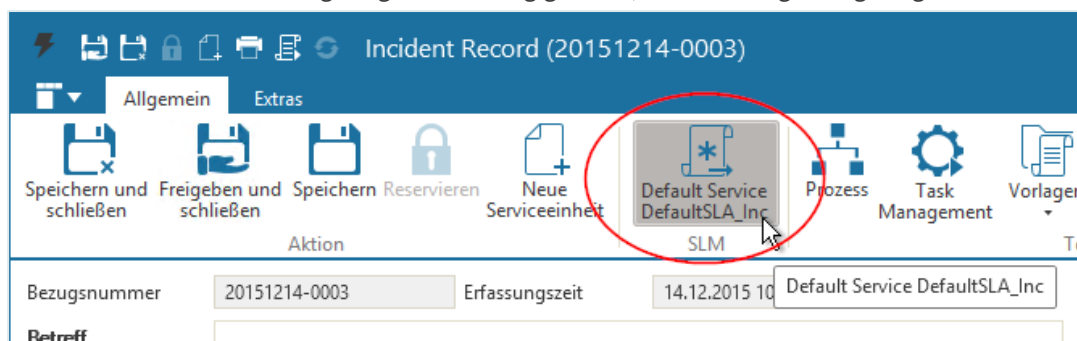 Incident Record (20151214-0003)
Allgemein Extras
Speichern und schließen
Freigeben und schließen
Speichern
Reservieren
Neue Serviceeinheit
Default Service DefaultSLA_Inc
Prozess
Task Management
Vorlagen
Aktion SLM
Bezugsnummer 20151214-0003 Erfassungszeit 14.12.2015 10
Default Service DefaultSLA_Inc
Betreff